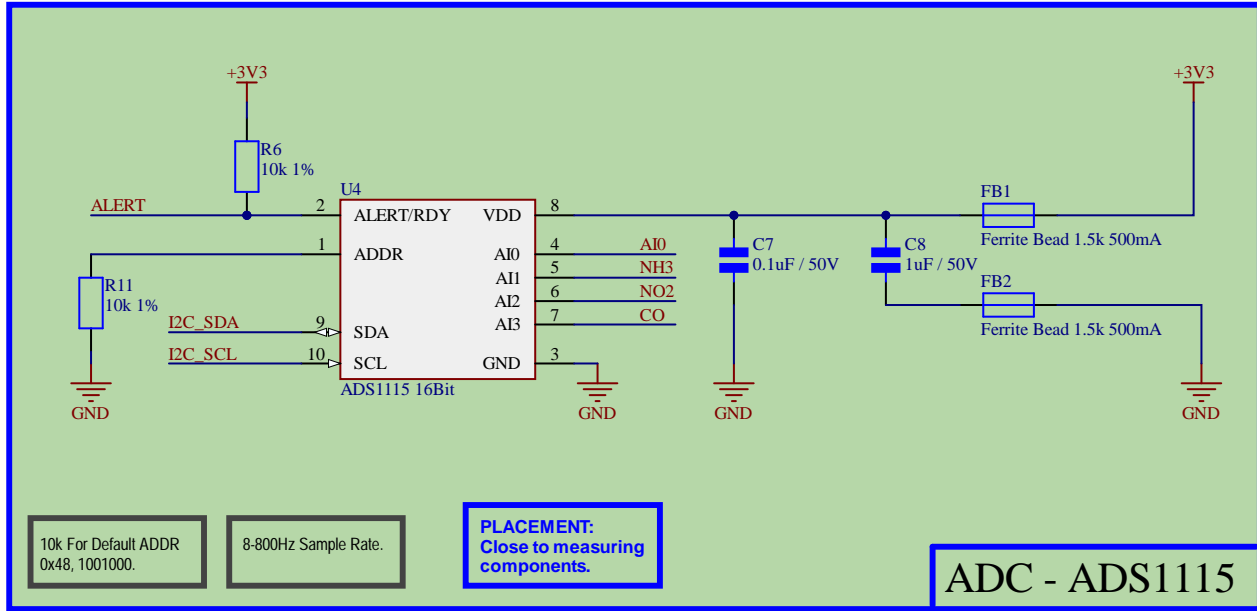 +3V3
+3V3
R6
10k 1%
U4
FB1
ALERT
2
ALERT/RDY
VDD
8
Ferrite Bead 1.5k 500mA
1
ADDR
AI0
4
AI0
C7
0.1uF / 50V
C8
1uF / 50V
AI1
5
NH3
R11
10k 1%
AI2
6
NO2
FB2
I2C_SDA
9
SDA
AI3
7
CO
Ferrite Bead 1.5k 500mA
I2C_SCL
10
SCL
GND
3
ADS1115 16Bit
GND
GND
GND
GND
10k For Default ADDR
0x48, 1001000.
8-800Hz Sample Rate.
PLACEMENT:
Close to measuring
components.
ADC - ADS1115